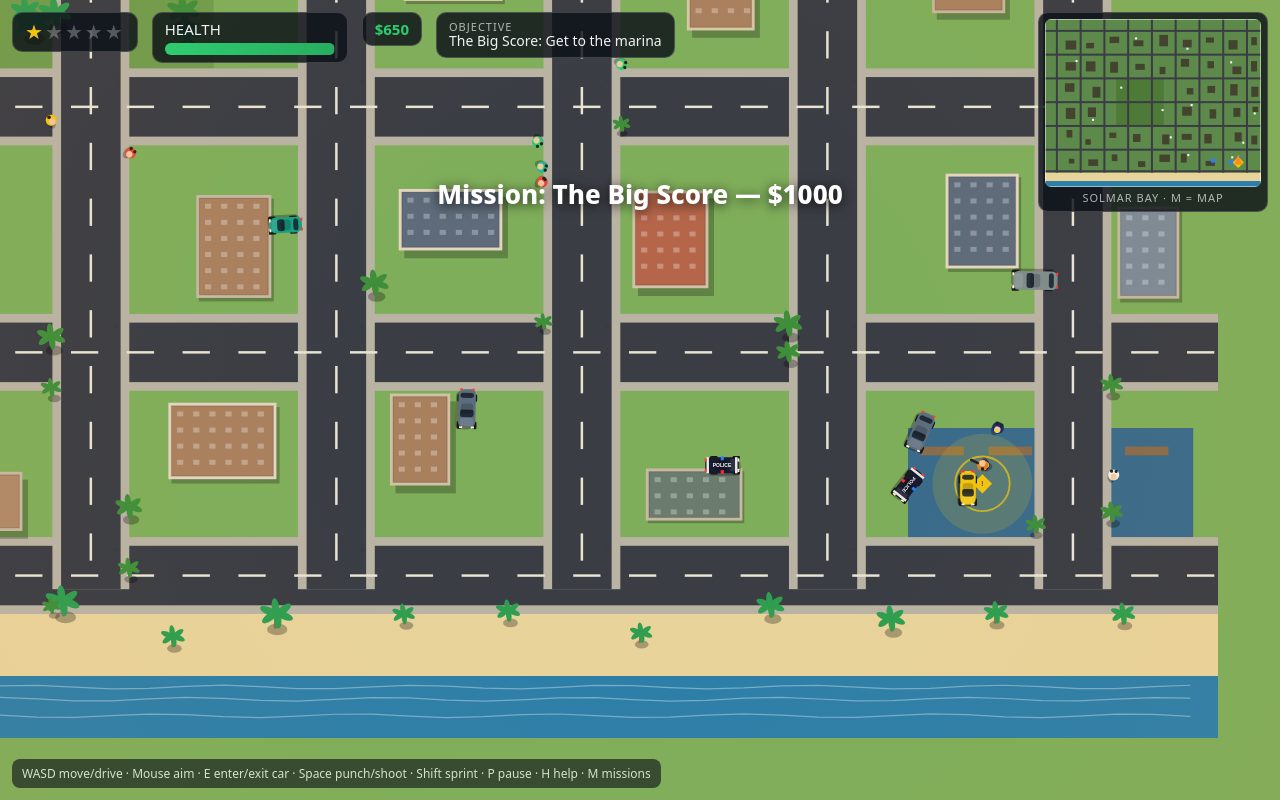 HEALTH
$650
OBJECTIVE
The Big Score: Get to the marina
Mission: The Big Score — $1000
SOLMAR BAY · M = MAP
POLICE
POLICE
!
WASD move/drive · Mouse aim · E enter/exit car · Space punch/shoot · Shift sprint · P pause · H help · M missions